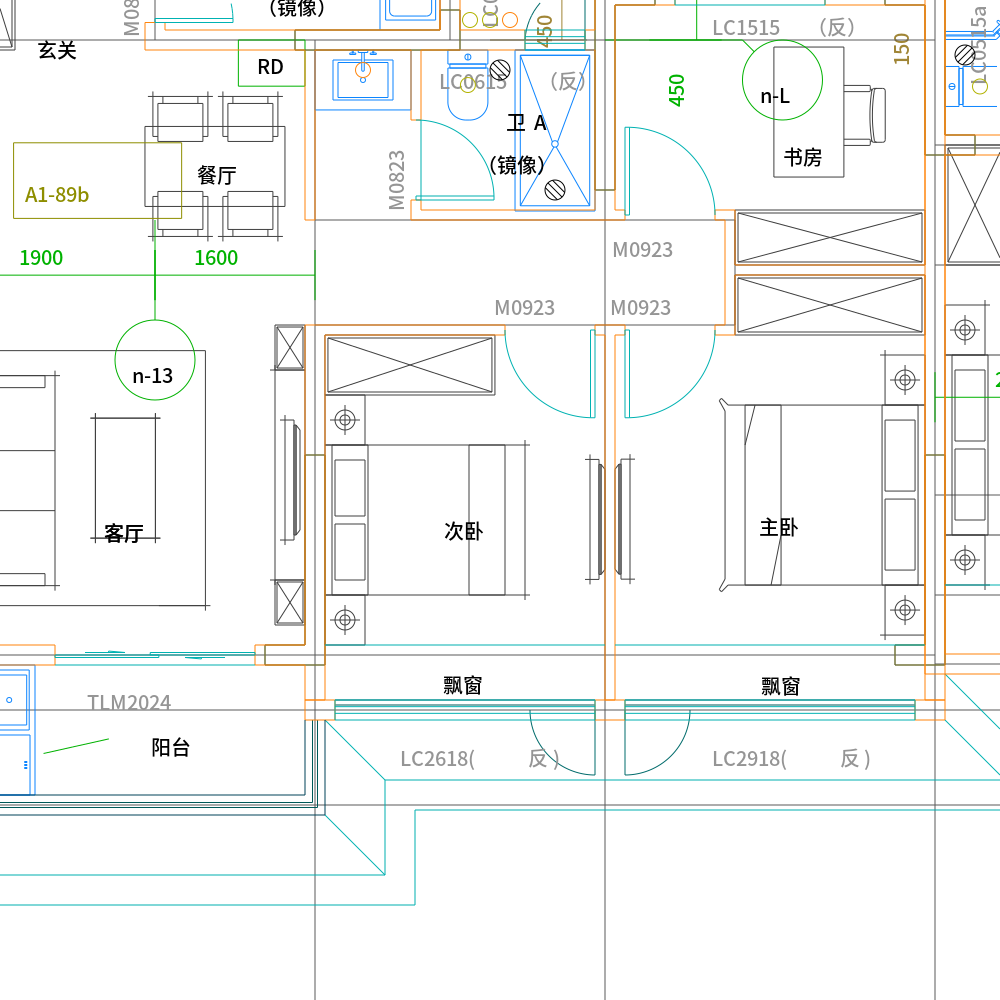 （镜像）
玄关
RD
M08
LC0
450
LC1515 （反）
150
LC0515a
LC0615 （反）
450
n-L
卫 A
（镜像）
书房
餐厅
M0823
A1-89b
1900
1600
M0923
M0923
M0923
n-13
2
客厅
次卧
主卧
飘窗
飘窗
TLM2024
阳台
LC2618( 反 )
LC2918( 反 )